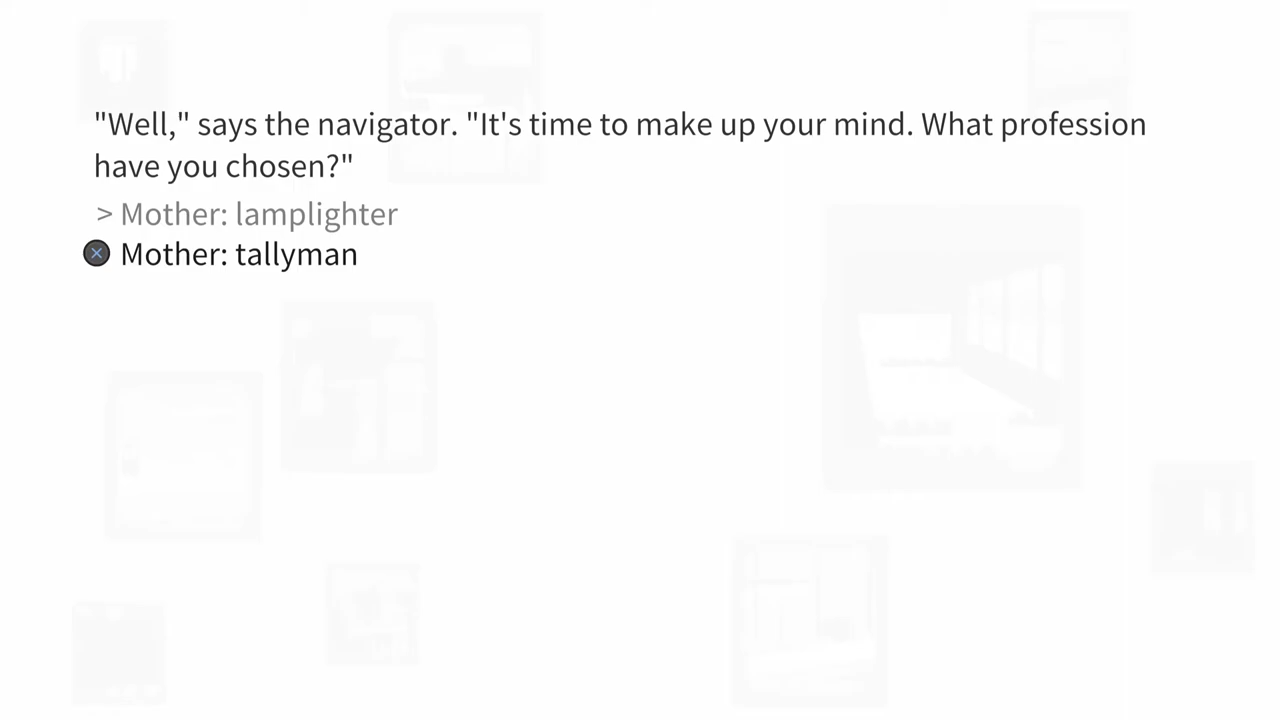 "Well," says the navigator. "It's time to make up your mind. What profession
have you chosen?"
> Mother: lamplighter
Mother: tallyman